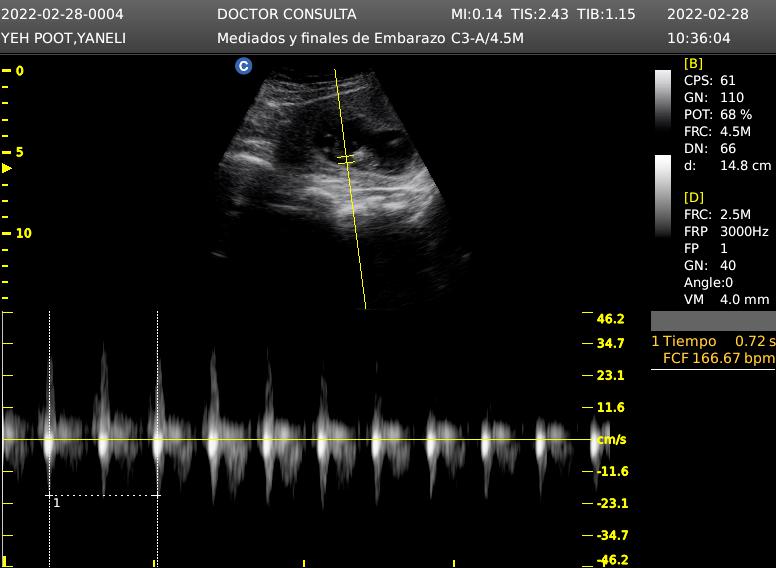 2022-02-28-0004 DOCTOR CONSULTA MI:0.14 TIS:2.43 TIB:1.15 2022-02-28
YEH POOT,YANELI Mediados y finales de Embarazo C3-A/4.5M 10:36:04
C
0
5
10
[B]
CPS: 61
GN: 110
POT: 68 %
FRC: 4.5M
DN: 66
d: 14.8 cm
[D]
FRC: 2.5M
FRP 3000Hz
FP 1
GN: 40
Angle:0
VM 4.0 mm
1 Tiempo 0.72 s
FCF 166.67 bpm
46.2
34.7
23.1
11.6
cm/s
-11.6
-23.1
-34.7
-46.2
1